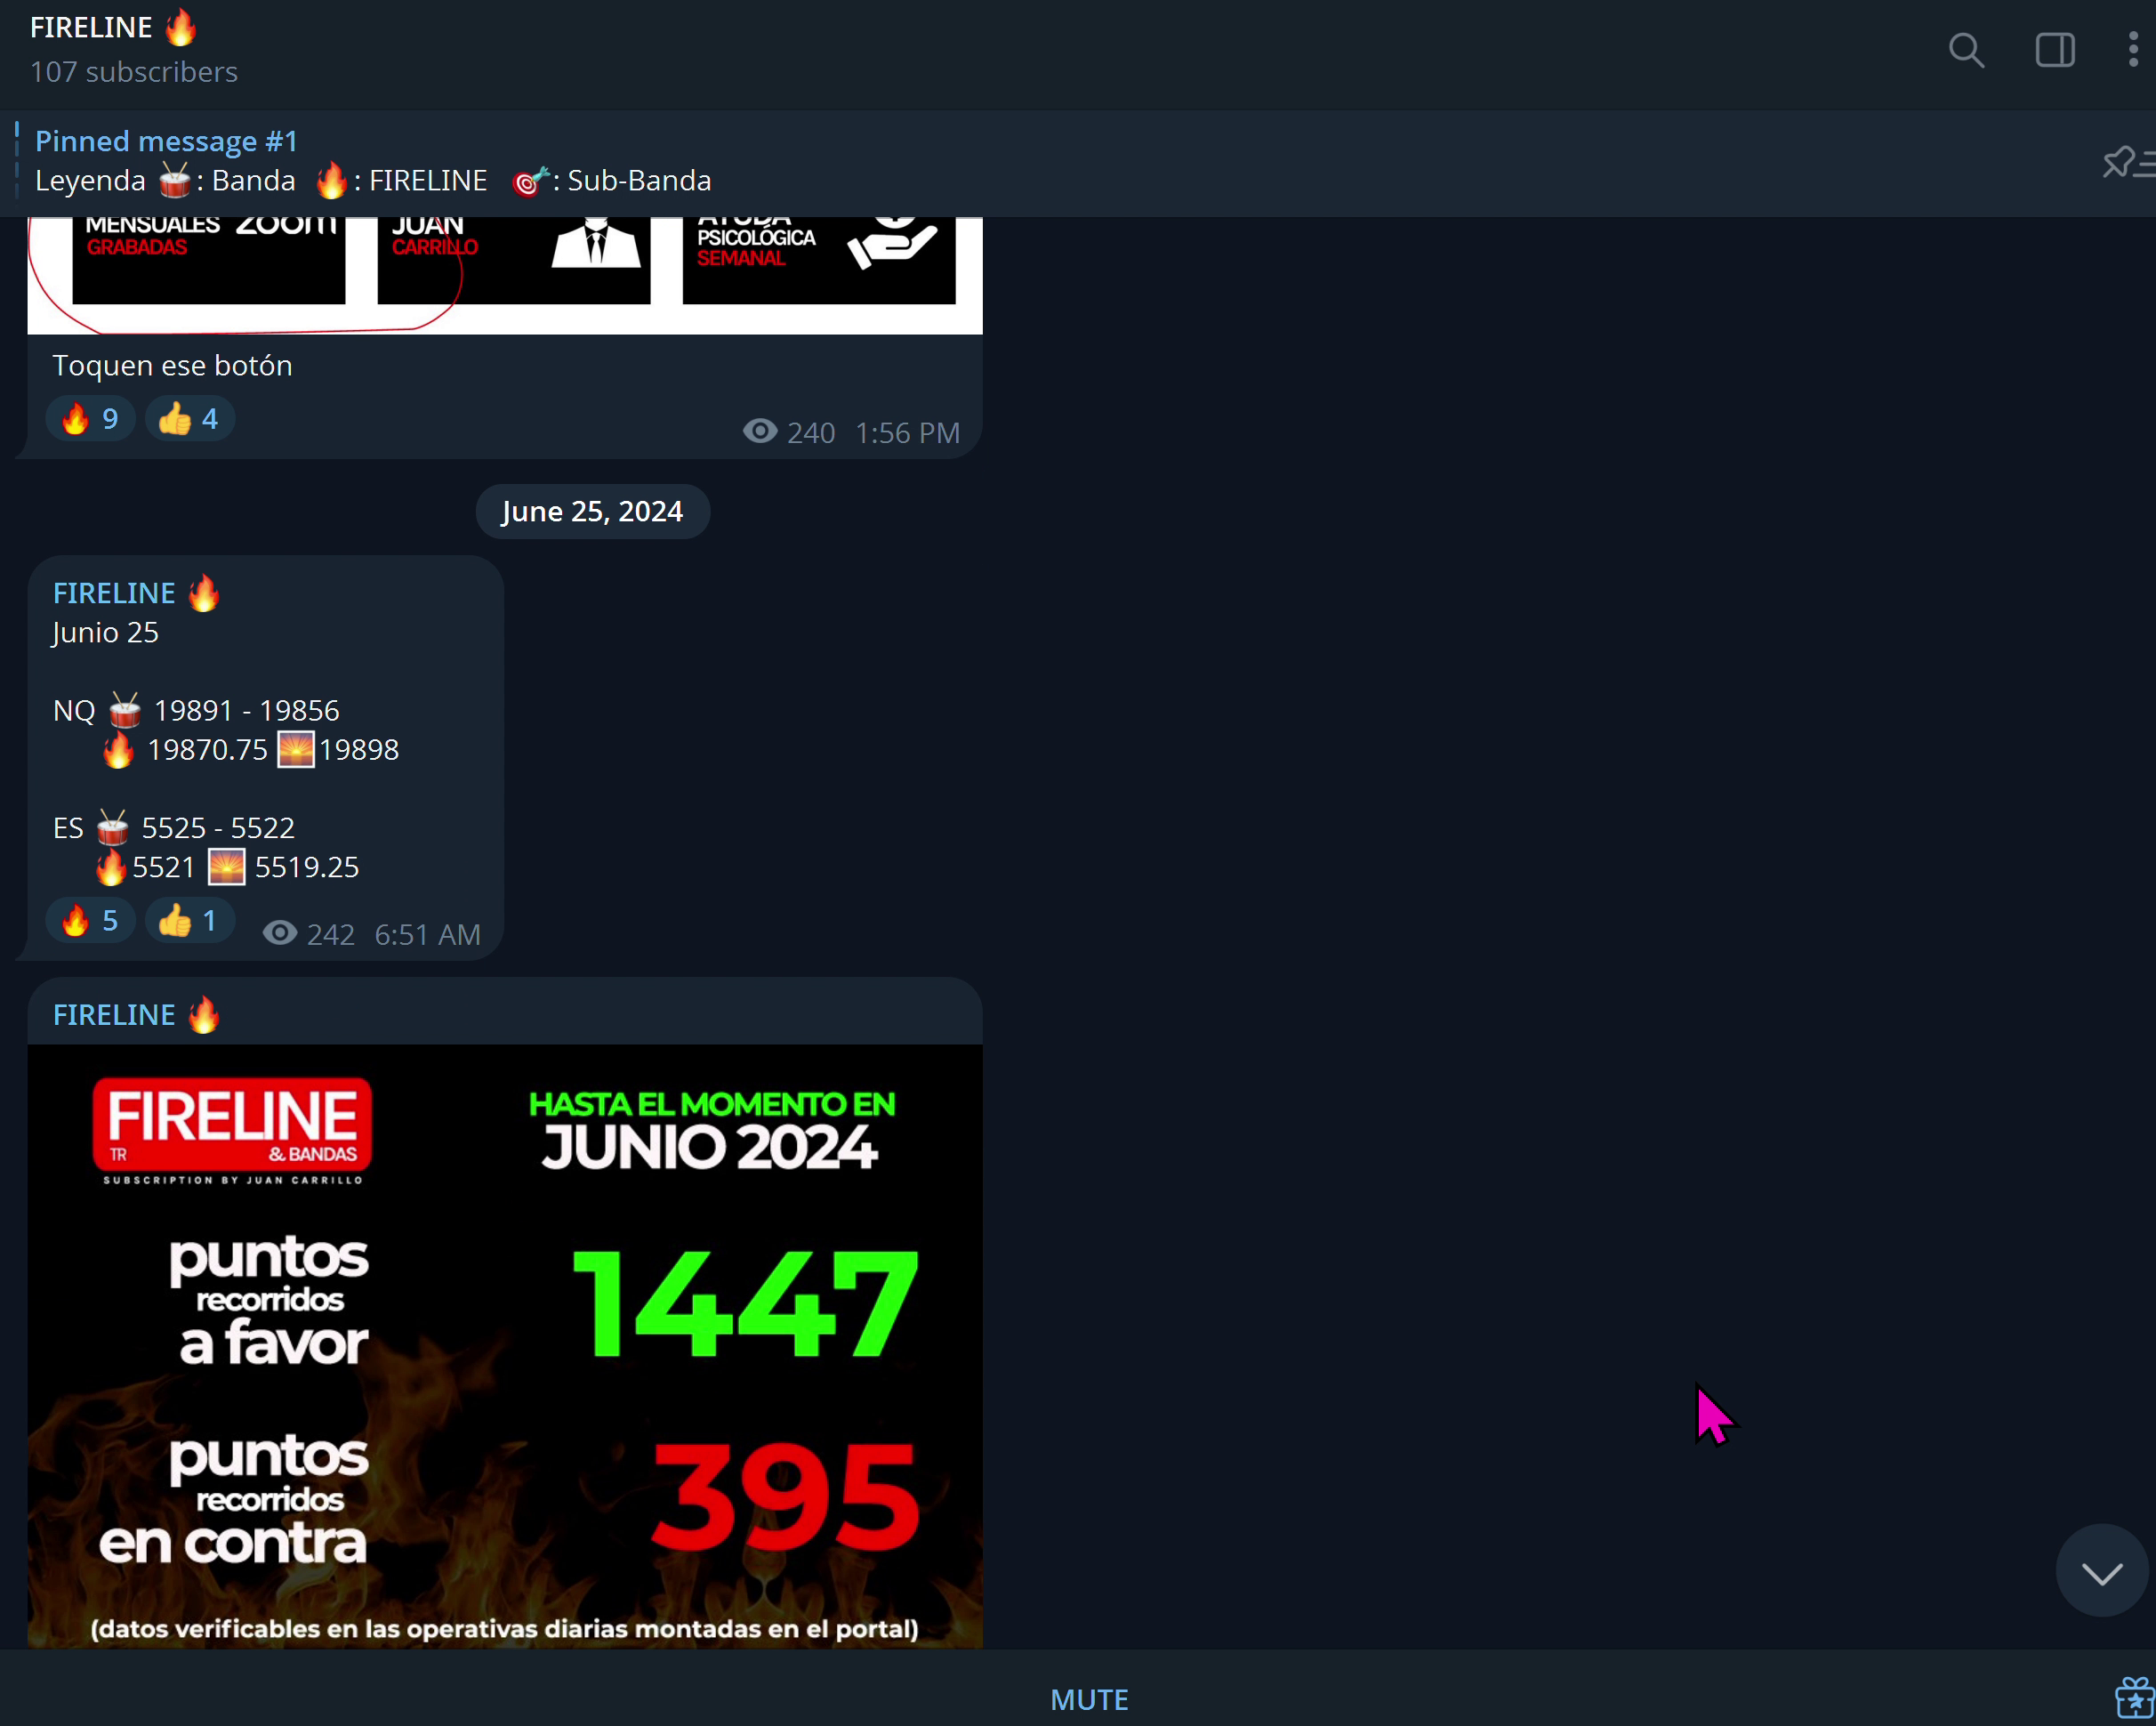 FIRELINE 🔥
107 subscribers
Pinned message #1
Leyenda 🥁: Banda 🔥: FIRELINE 🎯: Sub-Banda
MENSUALES zoom
GRABADAS
JUAN
CARRILLO
AYUDA
PSICOLÓGICA
SEMANAL
Toquen ese botón
🔥 9 👍 4
240 1:56 PM
June 25, 2024
FIRELINE 🔥
Junio 25
NQ 🥁 19891 - 19856
🔥 19870.75 🌅19898
ES 🥁 5525 - 5522
🔥5521 🌅 5519.25
🔥 5 👍 1 242 6:51 AM
FIRELINE 🔥
FIRELINE
TR & BANDAS
SUBSCRIPTION BY JUAN CARRILLO
HASTA EL MOMENTO EN
JUNIO 2024
puntos
recorridos
a favor
1447
puntos
recorridos
en contra
395
(datos verificables en las operativas diarias montadas en el portal)
MUTE